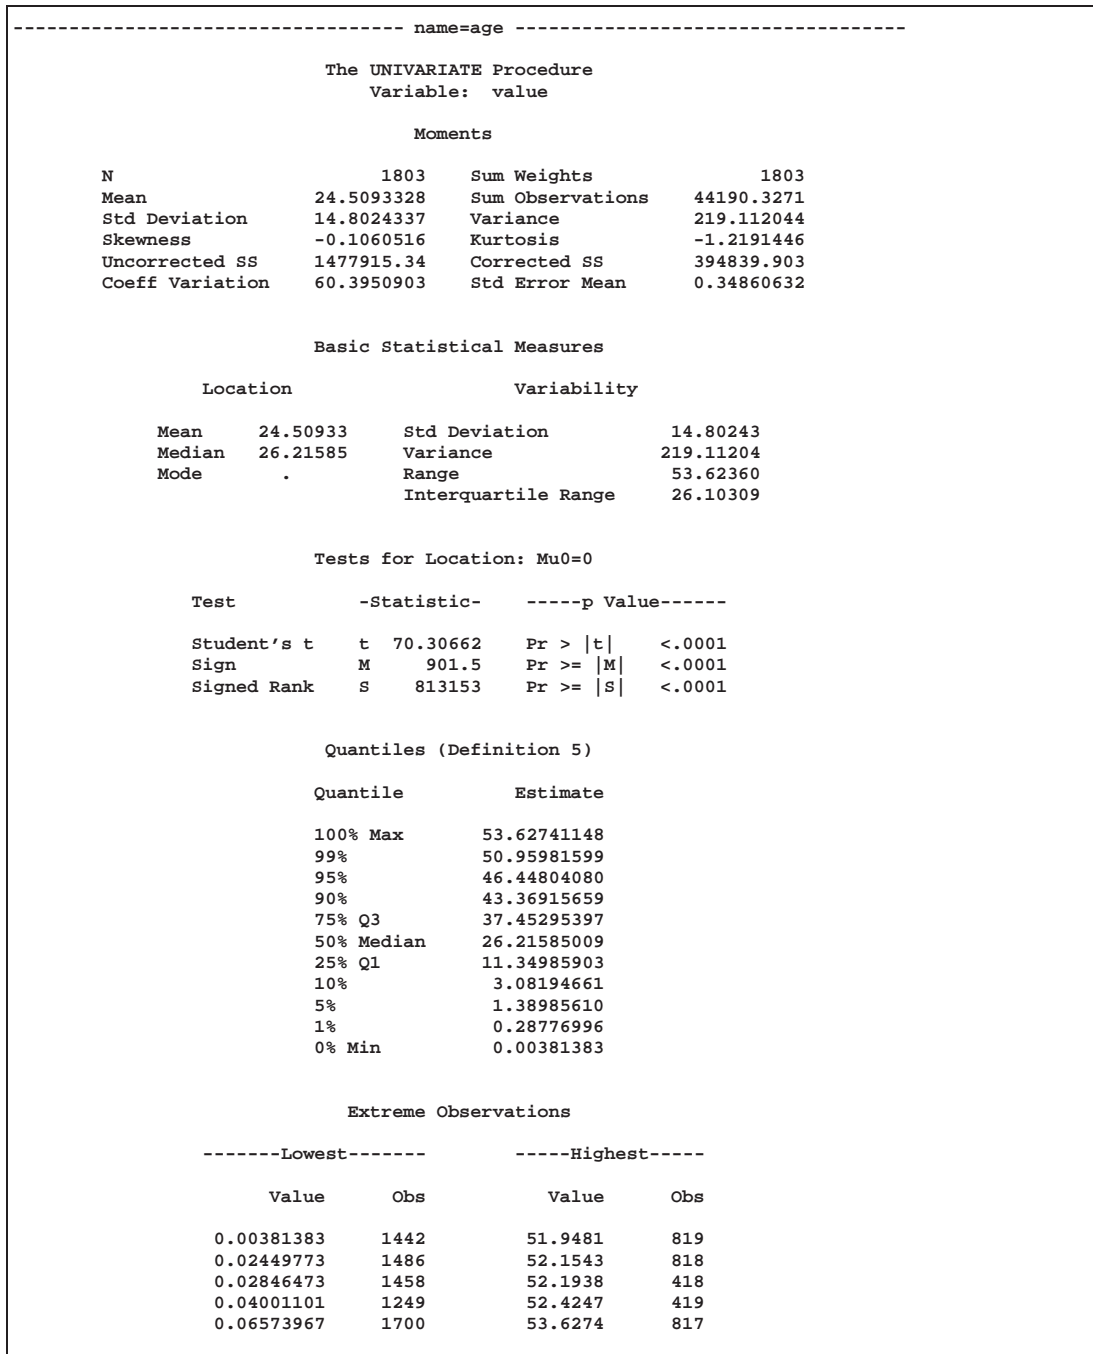 ----------------------------------- name=age -----------------------------------
The UNIVARIATE Procedure
Variable: value
Moments
N 1803 Sum Weights 1803
Mean 24.5093328 Sum Observations 44190.3271
Std Deviation 14.8024337 Variance 219.112044
Skewness -0.1060516 Kurtosis -1.2191446
Uncorrected SS 1477915.34 Corrected SS 394839.903
Coeff Variation 60.3950903 Std Error Mean 0.34860632
Basic Statistical Measures
Location Variability
Mean 24.50933 Std Deviation 14.80243
Median 26.21585 Variance 219.11204
Mode . Range 53.62360
Interquartile Range 26.10309
Tests for Location: Mu0=0
Test -Statistic- -----p Value------
Student’s t t 70.30662 Pr > |t| <.0001
Sign M 901.5 Pr >= |M| <.0001
Signed Rank S 813153 Pr >= |S| <.0001
Quantiles (Definition 5)
Quantile Estimate
100% Max 53.62741148
99% 50.95981599
95% 46.44804080
90% 43.36915659
75% Q3 37.45295397
50% Median 26.21585009
25% Q1 11.34985903
10% 3.08194661
5% 1.38985610
1% 0.28776996
0% Min 0.00381383
Extreme Observations
-------Lowest------- -----Highest-----
Value Obs Value Obs
0.00381383 1442 51.9481 819
0.02449773 1486 52.1543 818
0.02846473 1458 52.1938 418
0.04001101 1249 52.4247 419
0.06573967 1700 53.6274 817